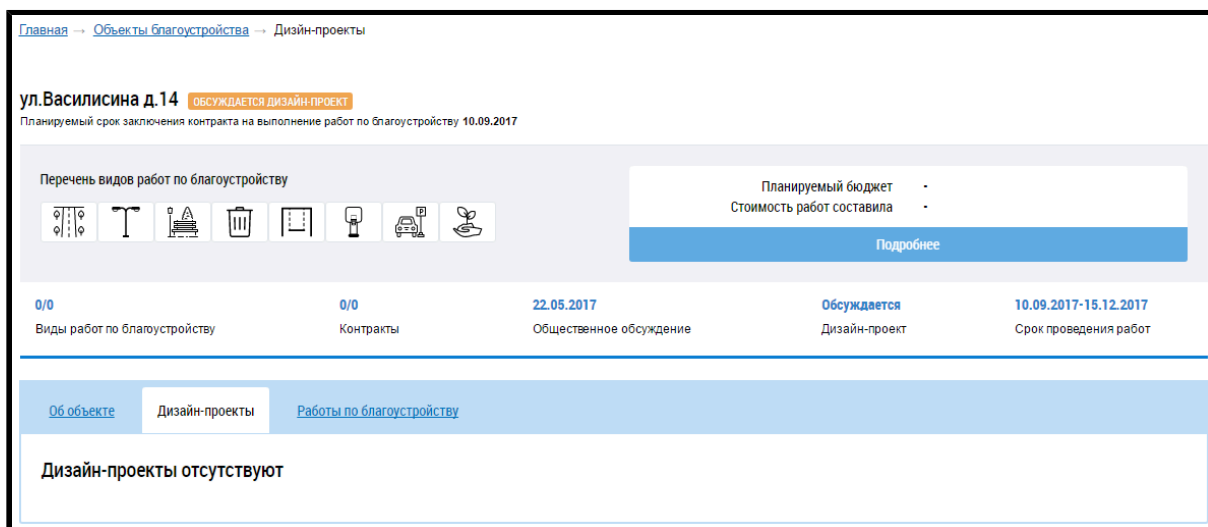 Главная → Объекты благоустройства → Дизйн-проекты
ул.Василисина д.14 ОБСУЖДАЕТСЯ ДИЗАЙН-ПРОЕКТ
Планируемый срок заключения контракта на выполнение работ по благоустройству 10.09.2017
Перечень видов работ по благоустройству
Планируемый бюджет -
Стоимость работ составила -
P
Подробнее
0/0 0/0 22.05.2017 Обсуждается 10.09.2017-15.12.2017
Виды работ по благоустройству Контракты Общественное обсуждение Дизайн-проект Срок проведения работ
Об объекте Дизайн-проекты Работы по благоустройству
Дизайн-проекты отсутствуют